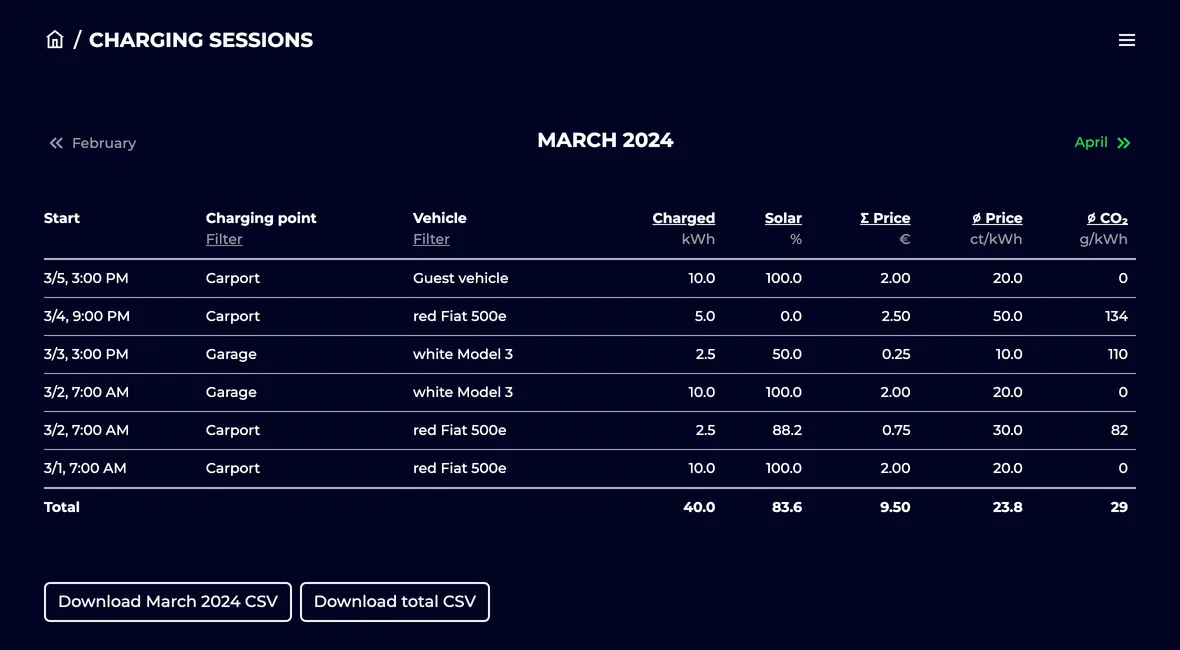 / CHARGING SESSIONS
« February MARCH 2024 April »
Start Charging point Vehicle Charged Solar Σ Price ø Price ø CO₂
Filter Filter kWh % € ct/kWh g/kWh
3/5, 3:00 PM Carport Guest vehicle 10.0 100.0 2.00 20.0 0
3/4, 9:00 PM Carport red Fiat 500e 5.0 0.0 2.50 50.0 134
3/3, 3:00 PM Garage white Model 3 2.5 50.0 0.25 10.0 110
3/2, 7:00 AM Garage white Model 3 10.0 100.0 2.00 20.0 0
3/2, 7:00 AM Carport red Fiat 500e 2.5 88.2 0.75 30.0 82
3/1, 7:00 AM Carport red Fiat 500e 10.0 100.0 2.00 20.0 0
Total 40.0 83.6 9.50 23.8 29
Download March 2024 CSV Download total CSV